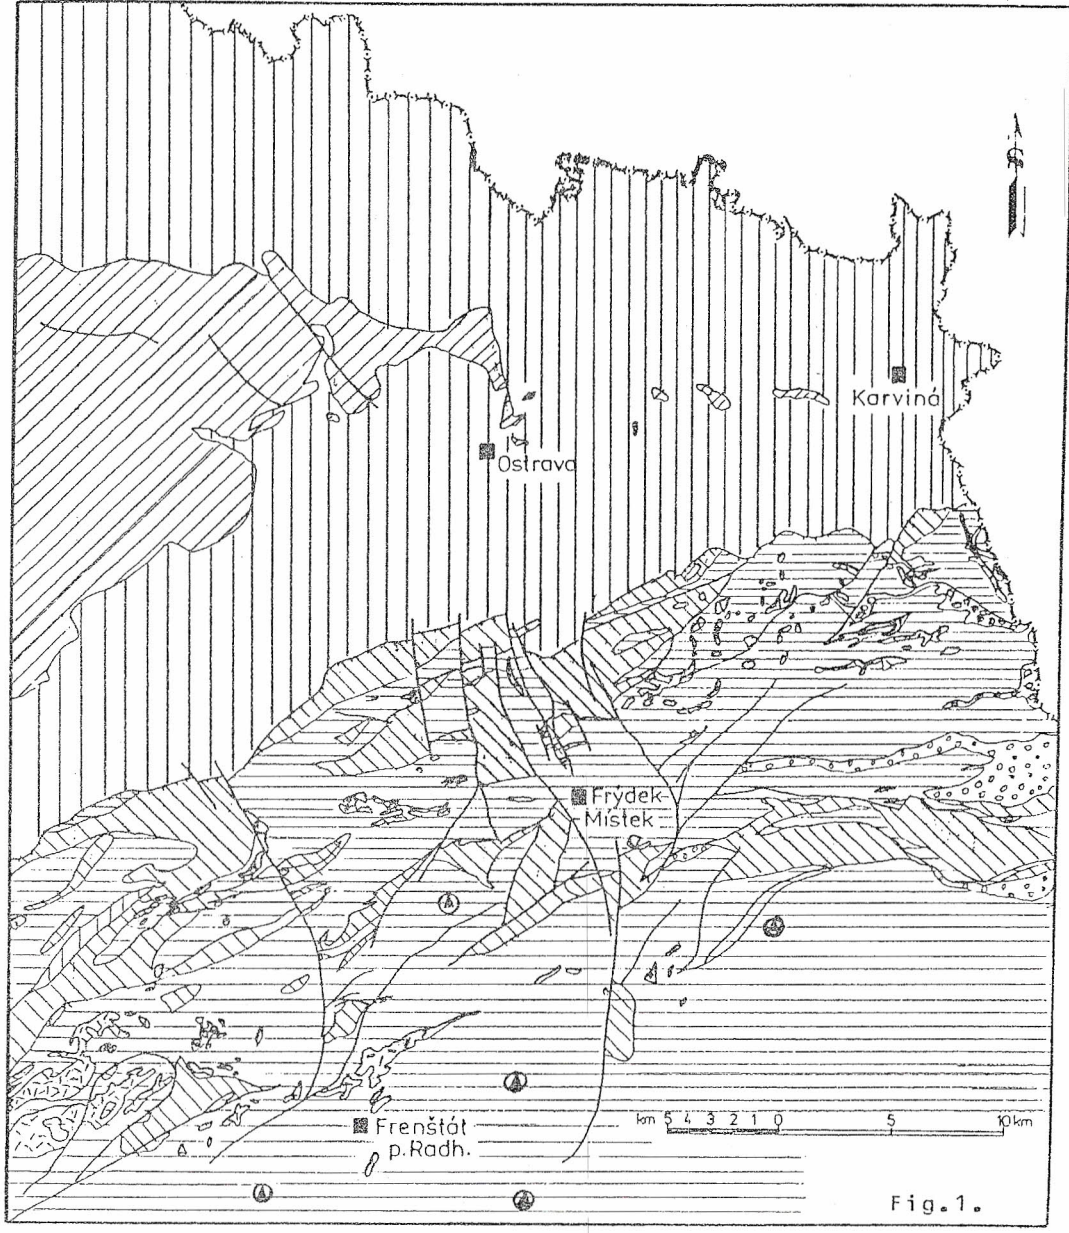 Karviná
Ostrava
Frýdek-
Místek
km 5 4 3 2 1 0 5 10 km
Frenštát
p. Radh.
Fig. 1.